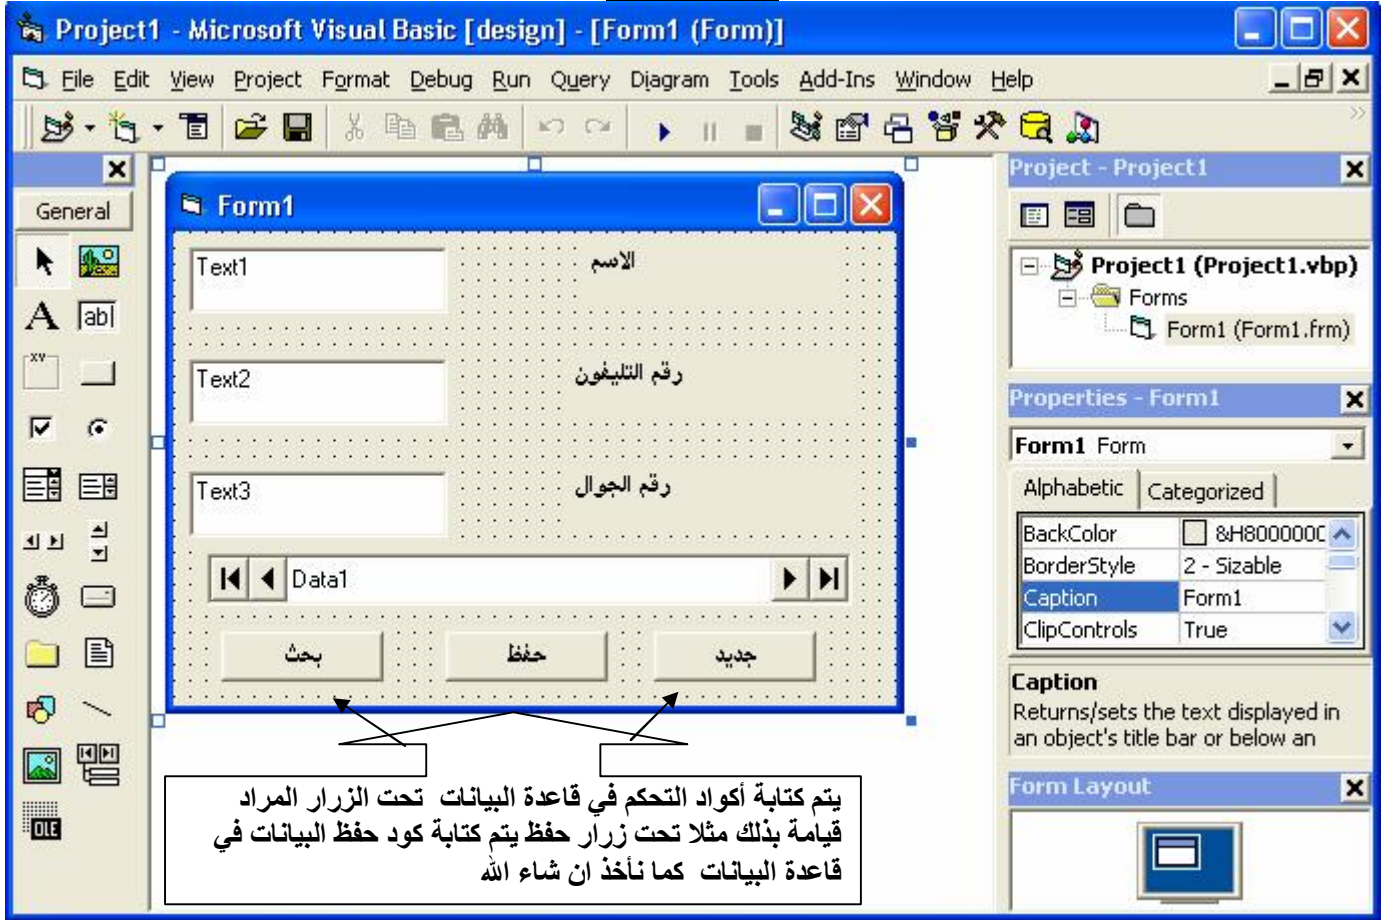 Project1 - Microsoft Visual Basic [design] - [Form1 (Form)]
File Edit View Project Format Debug Run Query Diagram Tools Add-Ins Window Help
General
A
ab
XY
OLE
Form1
Text1
الاسم
Text2
رقم التليفون
Text3
رقم الجوال
Data1
بحث
حفظ
جديد
يتم كتابة أكواد التحكم في قاعدة البيانات تحت الزرار المراد
قيامة بذلك مثلا تحت زرار حفظ يتم كتابة كود حفظ البيانات في
قاعدة البيانات كما نأخذ ان شاء الله
Project - Project1
Project1 (Project1.vbp)
Forms
Form1 (Form1.frm)
Properties - Form1
Form1 Form
Alphabetic Categorized
BackColor &H8000000
BorderStyle 2 - Sizable
Caption Form1
ClipControls True
Caption
Returns/sets the text displayed in
an object's title bar or below an
Form Layout